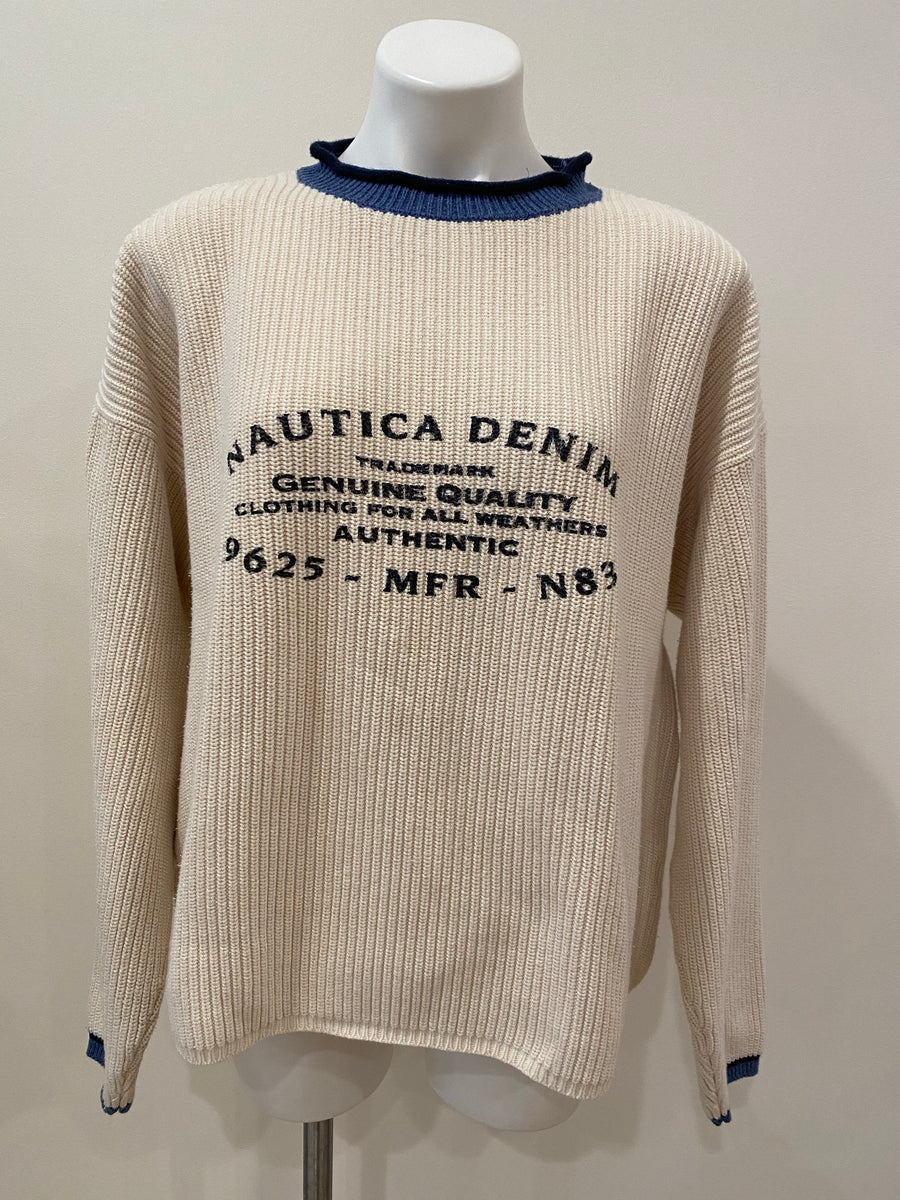 NAUTICA DENIM
TRADEMARK
GENUINE QUALITY
CLOTHING FOR ALL WEATHERS
AUTHENTIC
9625 - MFR - N83